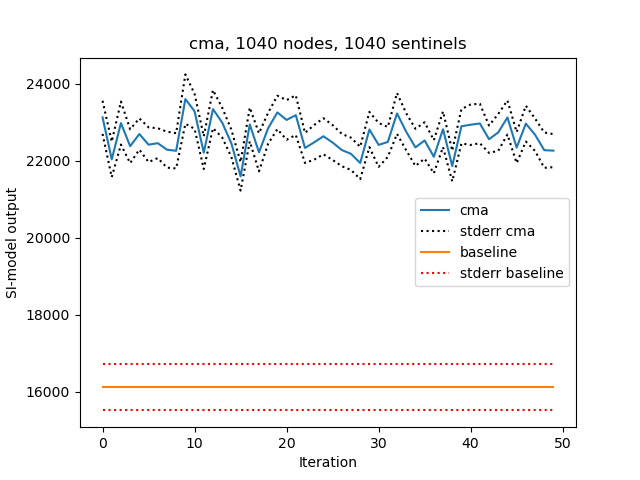 cma, 1040 nodes, 1040 sentinels
24000
22000
20000
18000
16000
SI-model output
cma
stderr cma
baseline
stderr baseline
0
10
20
30
40
50
Iteration